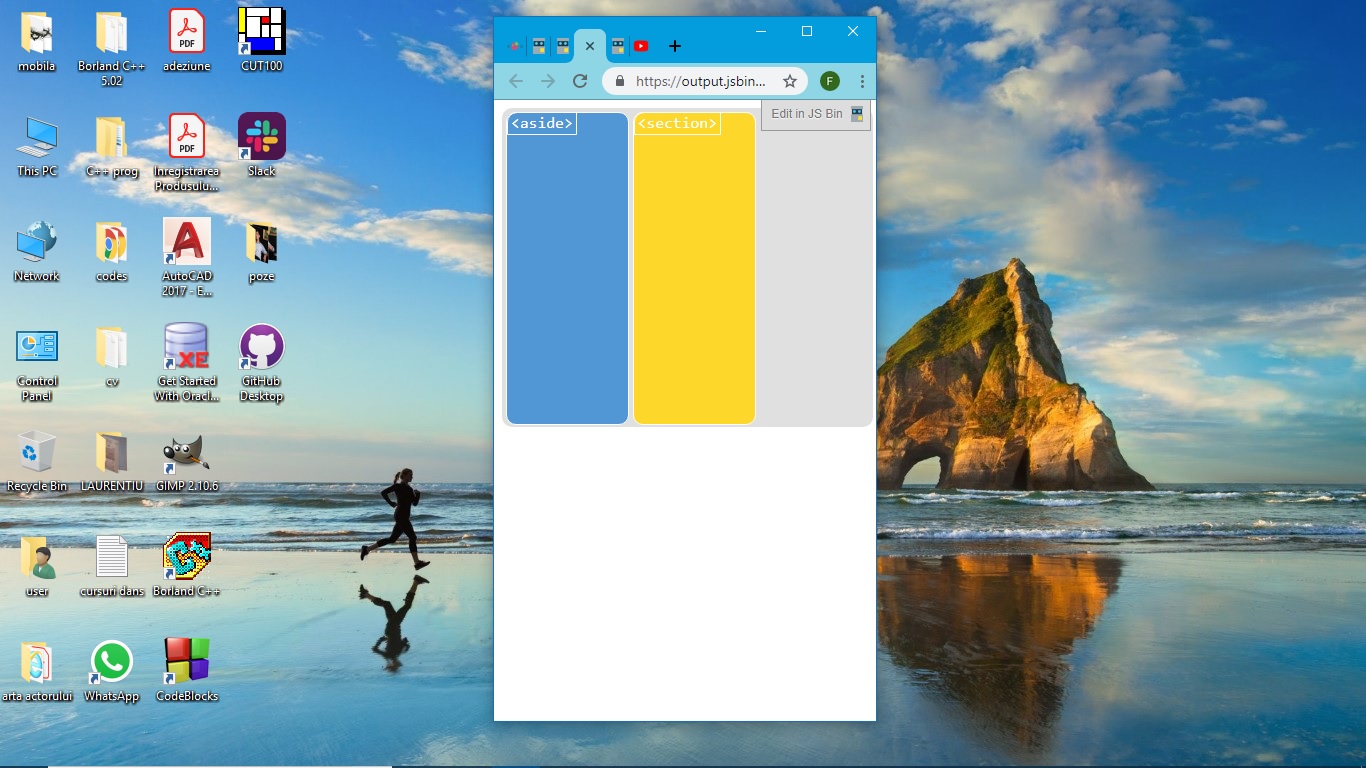 mobila
Borland C++
5.02
adeziune
CUT100
This PC
C++ prog
Inregistrarea
Produsulu...
Slack
Network
codes
AutoCAD
2017 - E...
poze
Control
Panel
cv
Get Started
With Oracl...
GitHub
Desktop
Recycle Bin
LAURENTIU
GIMP 2.10.6
user
cursuri dans
Borland C++
arta actorului
WhatsApp
CodeBlocks
PDF
PDF
XE
https://output.jsbin...
F
Edit in JS Bin
<aside>
<section>